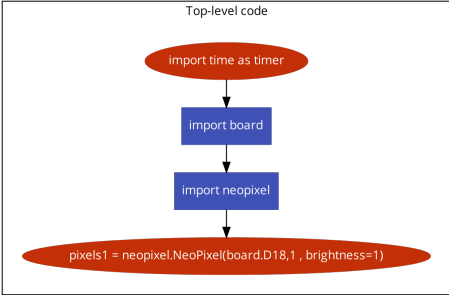 Top-level code
import time as timer
import board
import neopixel
pixels1 = neopixel.NeoPixel(board.D18,1 , brightness=1)